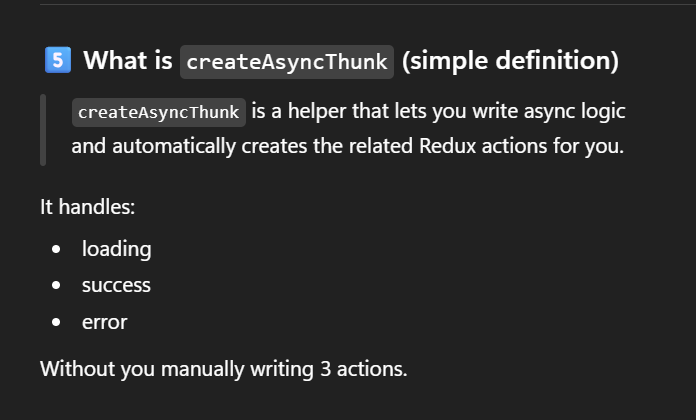 5 What is createAsyncThunk (simple definition)
createAsyncThunk is a helper that lets you write async logic
and automatically creates the related Redux actions for you.
It handles:
• loading
• success
• error
Without you manually writing 3 actions.